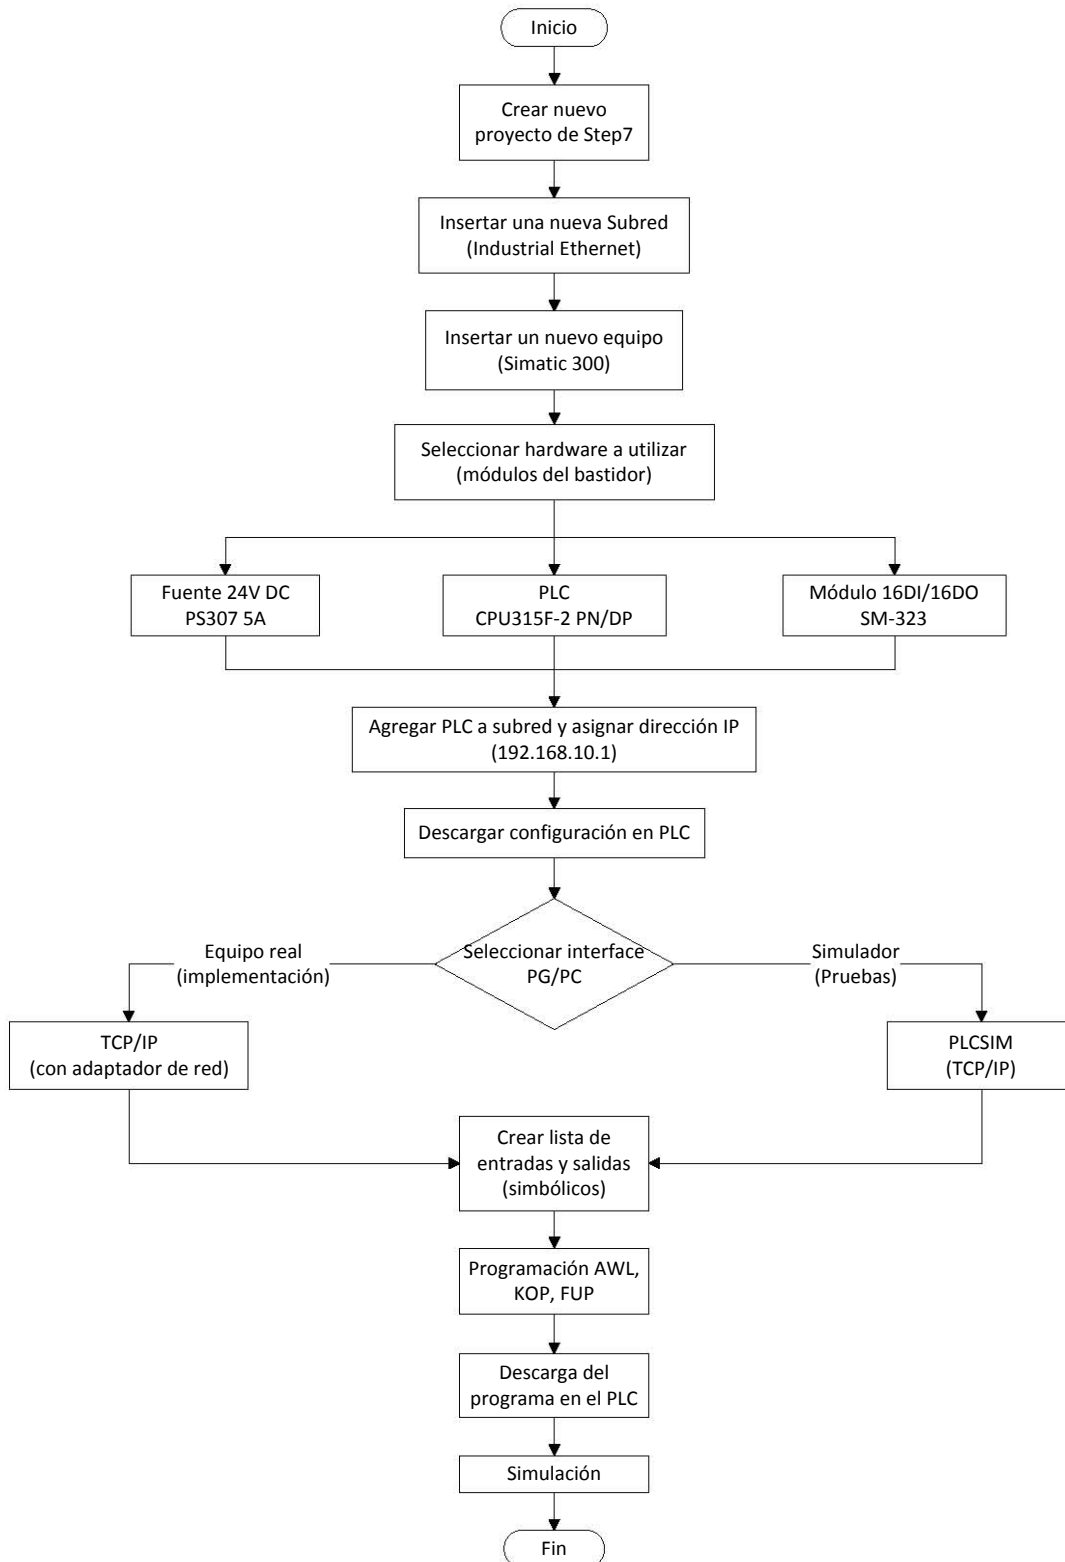 Inicio
Crear nuevo
proyecto de Step7
Insertar una nueva Subred
(Industrial Ethernet)
Insertar un nuevo equipo
(Simatic 300)
Seleccionar hardware a utilizar
(módulos del bastidor)
Fuente 24V DC
PS307 5A
PLC
CPU315F-2 PN/DP
Módulo 16DI/16DO
SM-323
Agregar PLC a subred y asignar dirección IP
(192.168.10.1)
Descargar configuración en PLC
Seleccionar interface
PG/PC
Equipo real
(implementación)
Simulador
(Pruebas)
TCP/IP
(con adaptador de red)
PLCSIM
(TCP/IP)
Crear lista de
entradas y salidas
(simbólicos)
Programación AWL,
KOP, FUP
Descarga del
programa en el PLC
Simulación
Fin